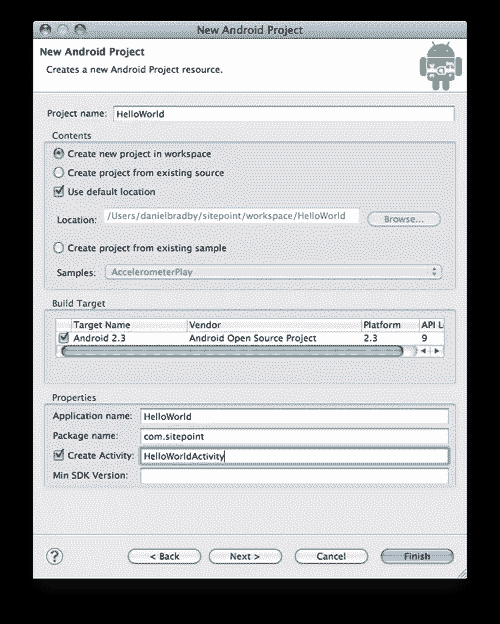 New Android Project
New Android Project
Creates a new Android Project resource.
Project name: HelloWorld
Contents
Create new project in workspace
Create project from existing source
Use default location
Location: /Users/danielbradby/sitepoint/workspace/HelloWorld Browse...
Create project from existing sample
Samples: AccelerometerPlay
Build Target
Target Name Vendor Platform API L
Android 2.3 Android Open Source Project 2.3 9
Properties
Application name: HelloWorld
Package name: com.sitepoint
Create Activity: HelloWorldActivity
Min SDK Version:
? < Back Next > Cancel Finish